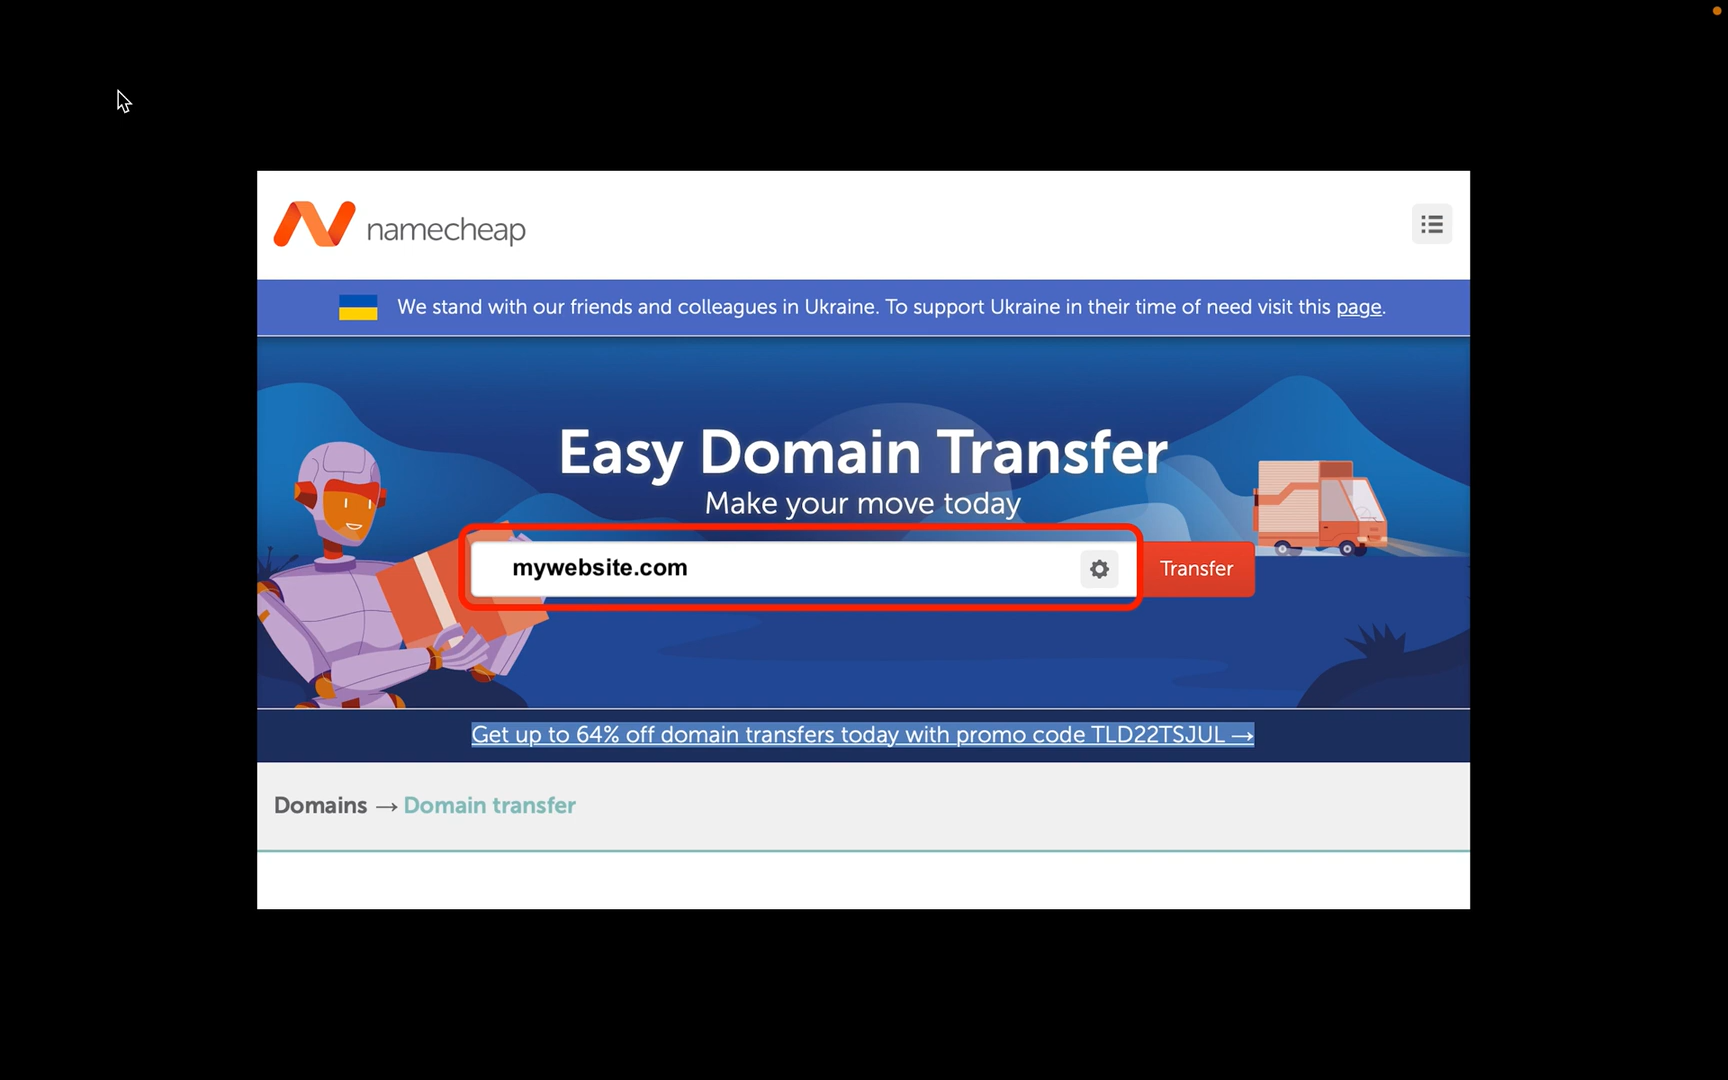 namecheap
We stand with our friends and colleagues in Ukraine. To support Ukraine in their time of need visit this page.
Easy Domain Transfer
Make your move today
mywebsite.com
Transfer
Get up to 64% off domain transfers today with promo code TLD22TSJUL →
Domains → Domain transfer